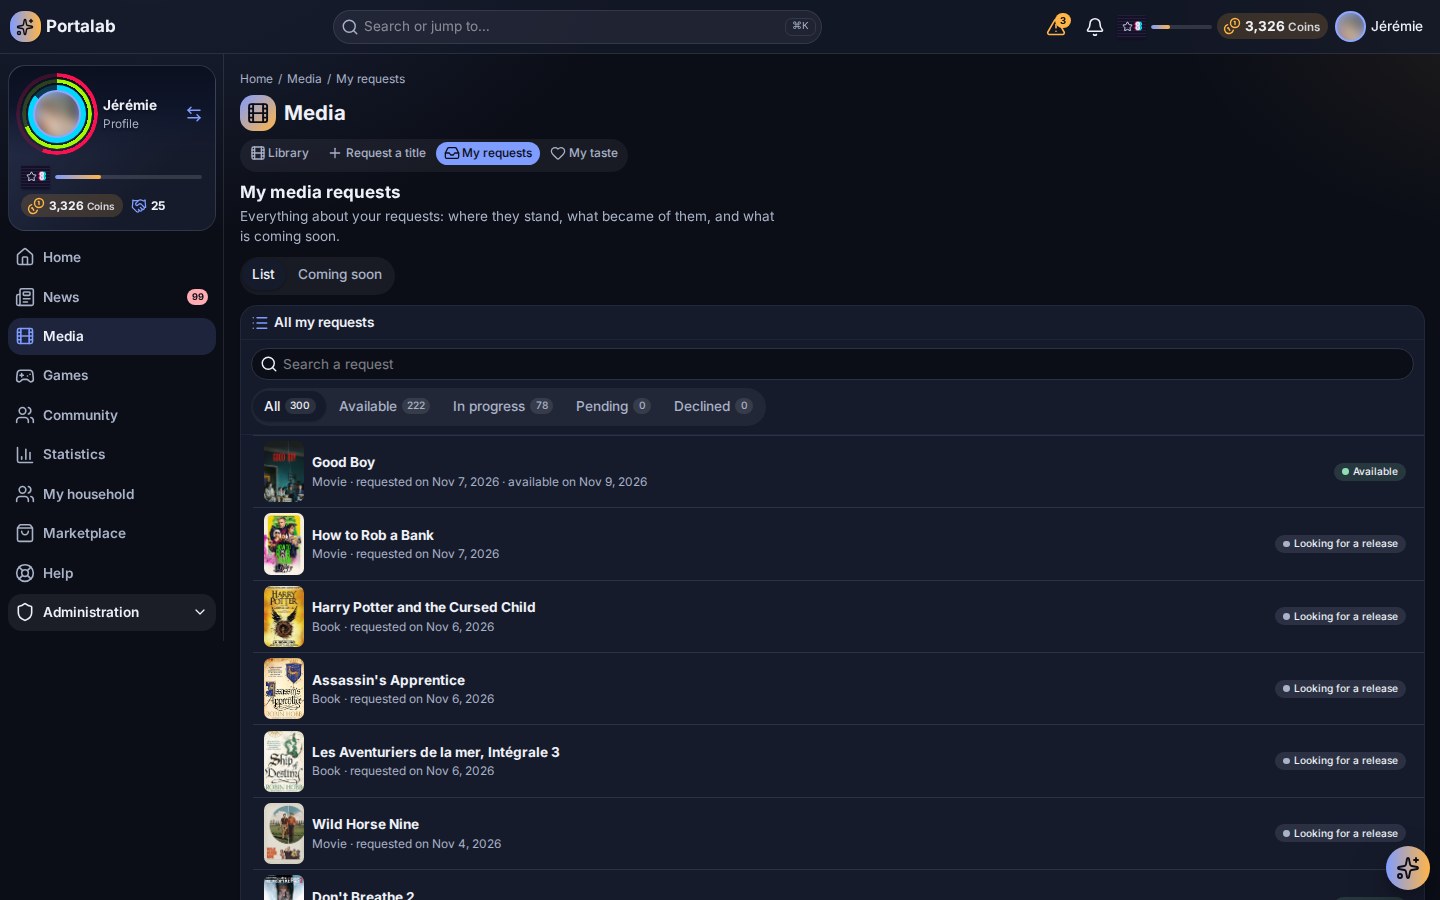 Portalab
Search or jump to...
⌘K
3
3,326 Coins
Jérémie
Jérémie
Profile
3,326 Coins
25
Home
News
99
Media
Games
Community
Statistics
My household
Marketplace
Help
Administration
Home / Media / My requests
Media
Library
Request a title
My requests
My taste
My media requests
Everything about your requests: where they stand, what became of them, and what
is coming soon.
List
Coming soon
All my requests
Search a request
All 300
Available 222
In progress 78
Pending 0
Declined 0
Good Boy
Movie · requested on Nov 7, 2026 · available on Nov 9, 2026
Available
How to Rob a Bank
Movie · requested on Nov 7, 2026
Looking for a release
HARRY POTTER
Harry Potter and the Cursed Child
Book · requested on Nov 6, 2026
Looking for a release
Assassin's Apprentice
Assassin's Apprentice
Book · requested on Nov 6, 2026
Looking for a release
Ship of Destiny
Les Aventuriers de la mer, Intégrale 3
Book · requested on Nov 6, 2026
Looking for a release
Wild Horse Nine
Movie · requested on Nov 4, 2026
Looking for a release
Don't Breathe 2